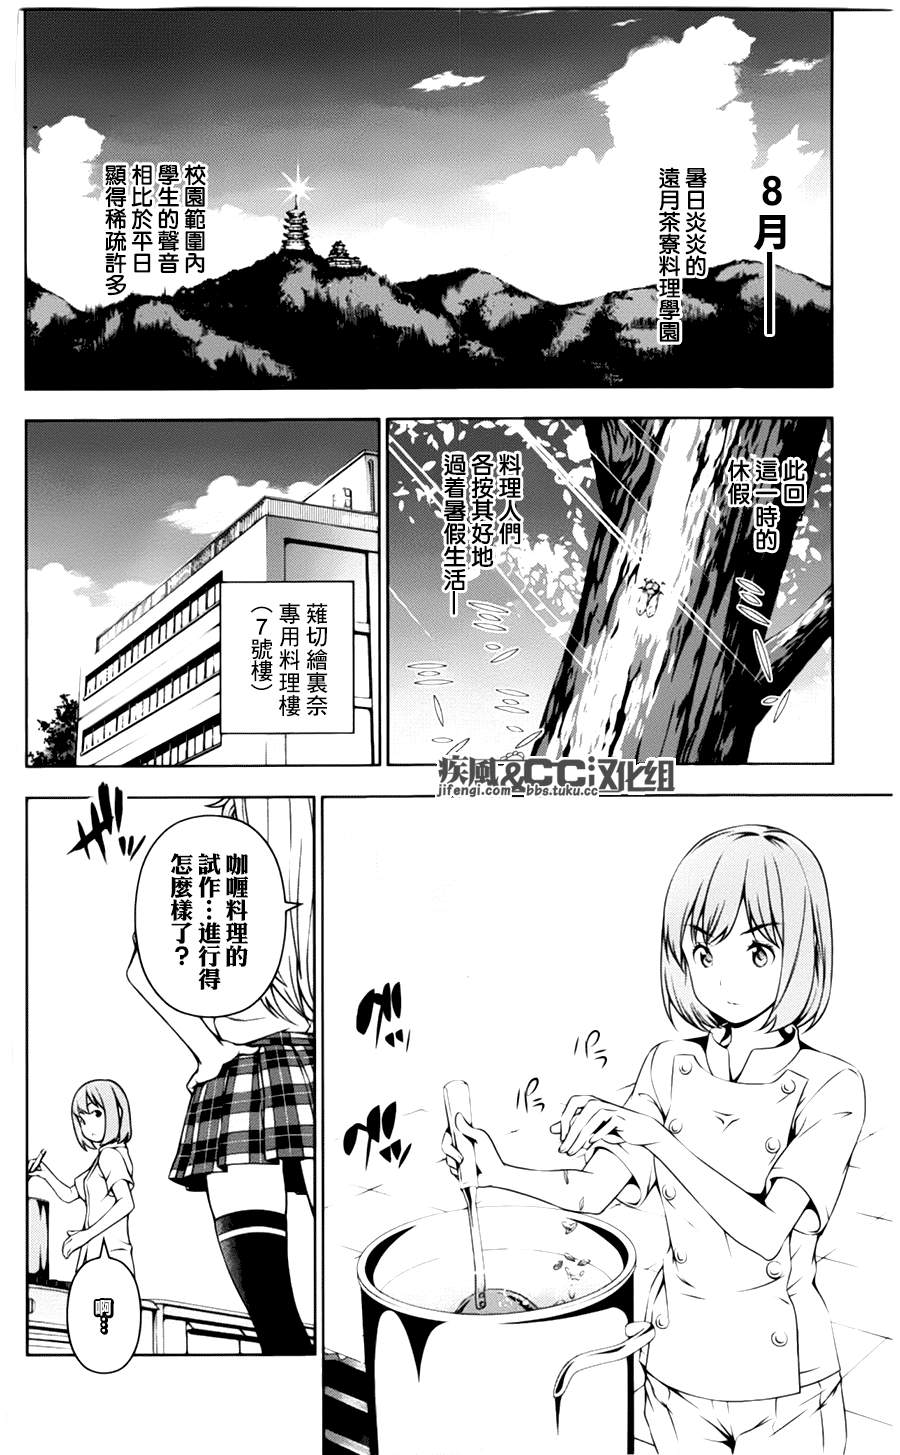 8月——
暑日炎炎的
遠月茶寮料理學園
校園範圍內
學生的聲音
相比於平日
顯得稀疏許多
此回
這一時的
休假
料理人們
各按其好地
過着暑假生活—
薙切繪裏奈
專用料理樓
(7號樓)
疾風&CC汉化组
jifengi.com bbs.tuku.cc
咖喱料理的
試作…進行得
怎麼樣了?
啊…